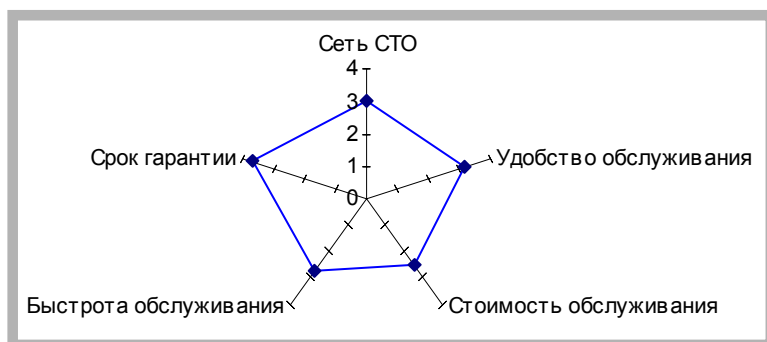 Сеть СТО
4
3
2
1
0
Срок гарантии
Удобство обслуживания
Быстрота обслуживания
Стоимость обслуживания